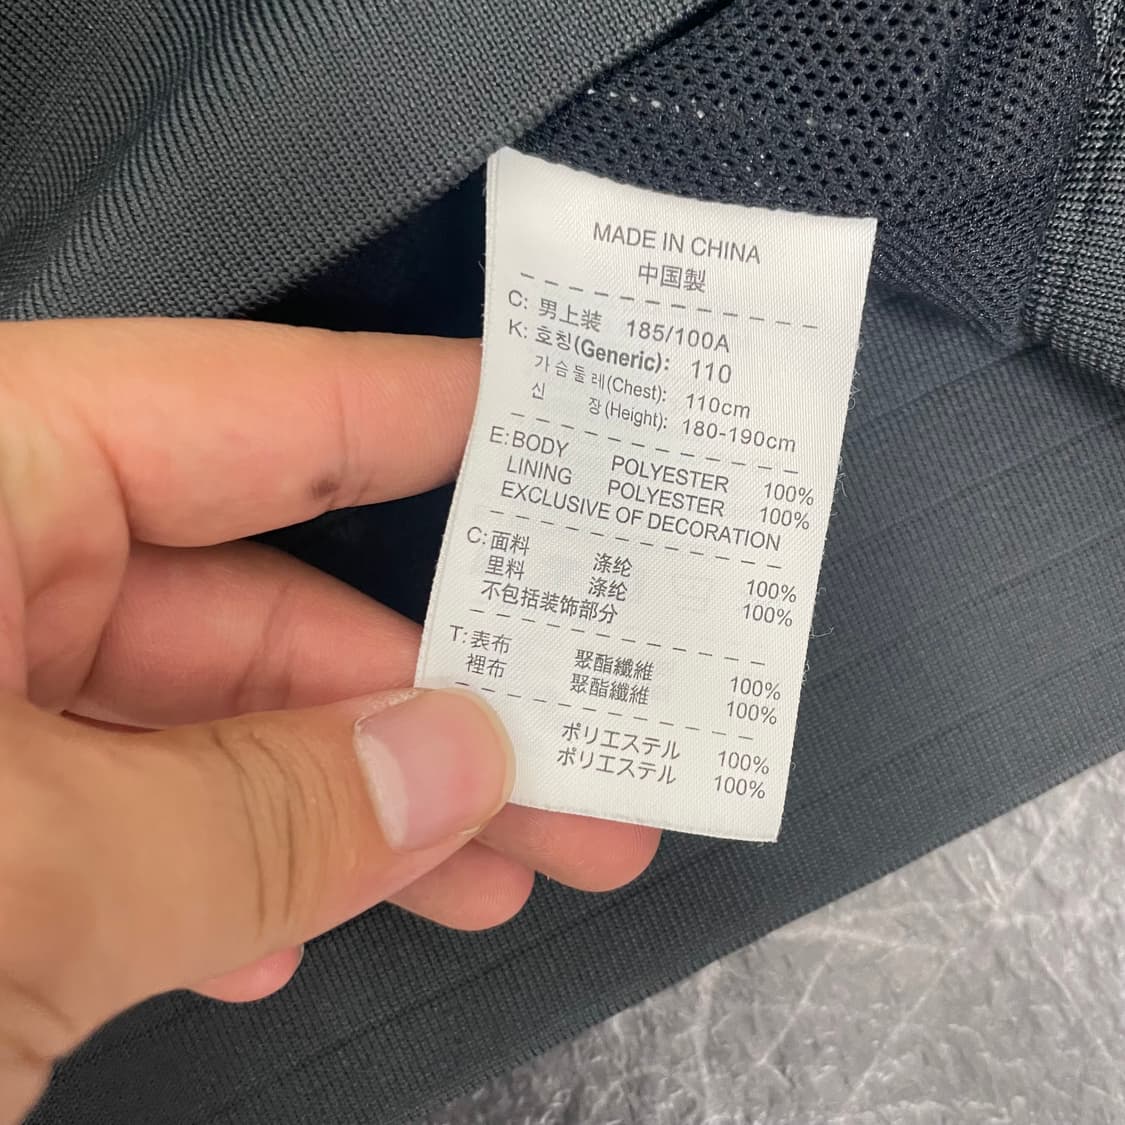 MADE IN CHINA
中国製
C: 男上装 185/100A
K: 호칭(Generic): 110
가슴둘레(Chest): 110cm
신 장(Height): 180-190cm
E: BODY POLYESTER 100%
LINING POLYESTER 100%
EXCLUSIVE OF DECORATION
C: 面料 涤纶 100%
里料 涤纶 100%
不包括装饰部分
T: 表布 聚酯纖維 100%
裡布 聚酯纖維 100%
ポリエステル 100%
ポリエステル 100%